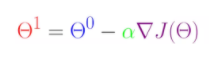 Θ¹ = Θ⁰ - α∇J(Θ)